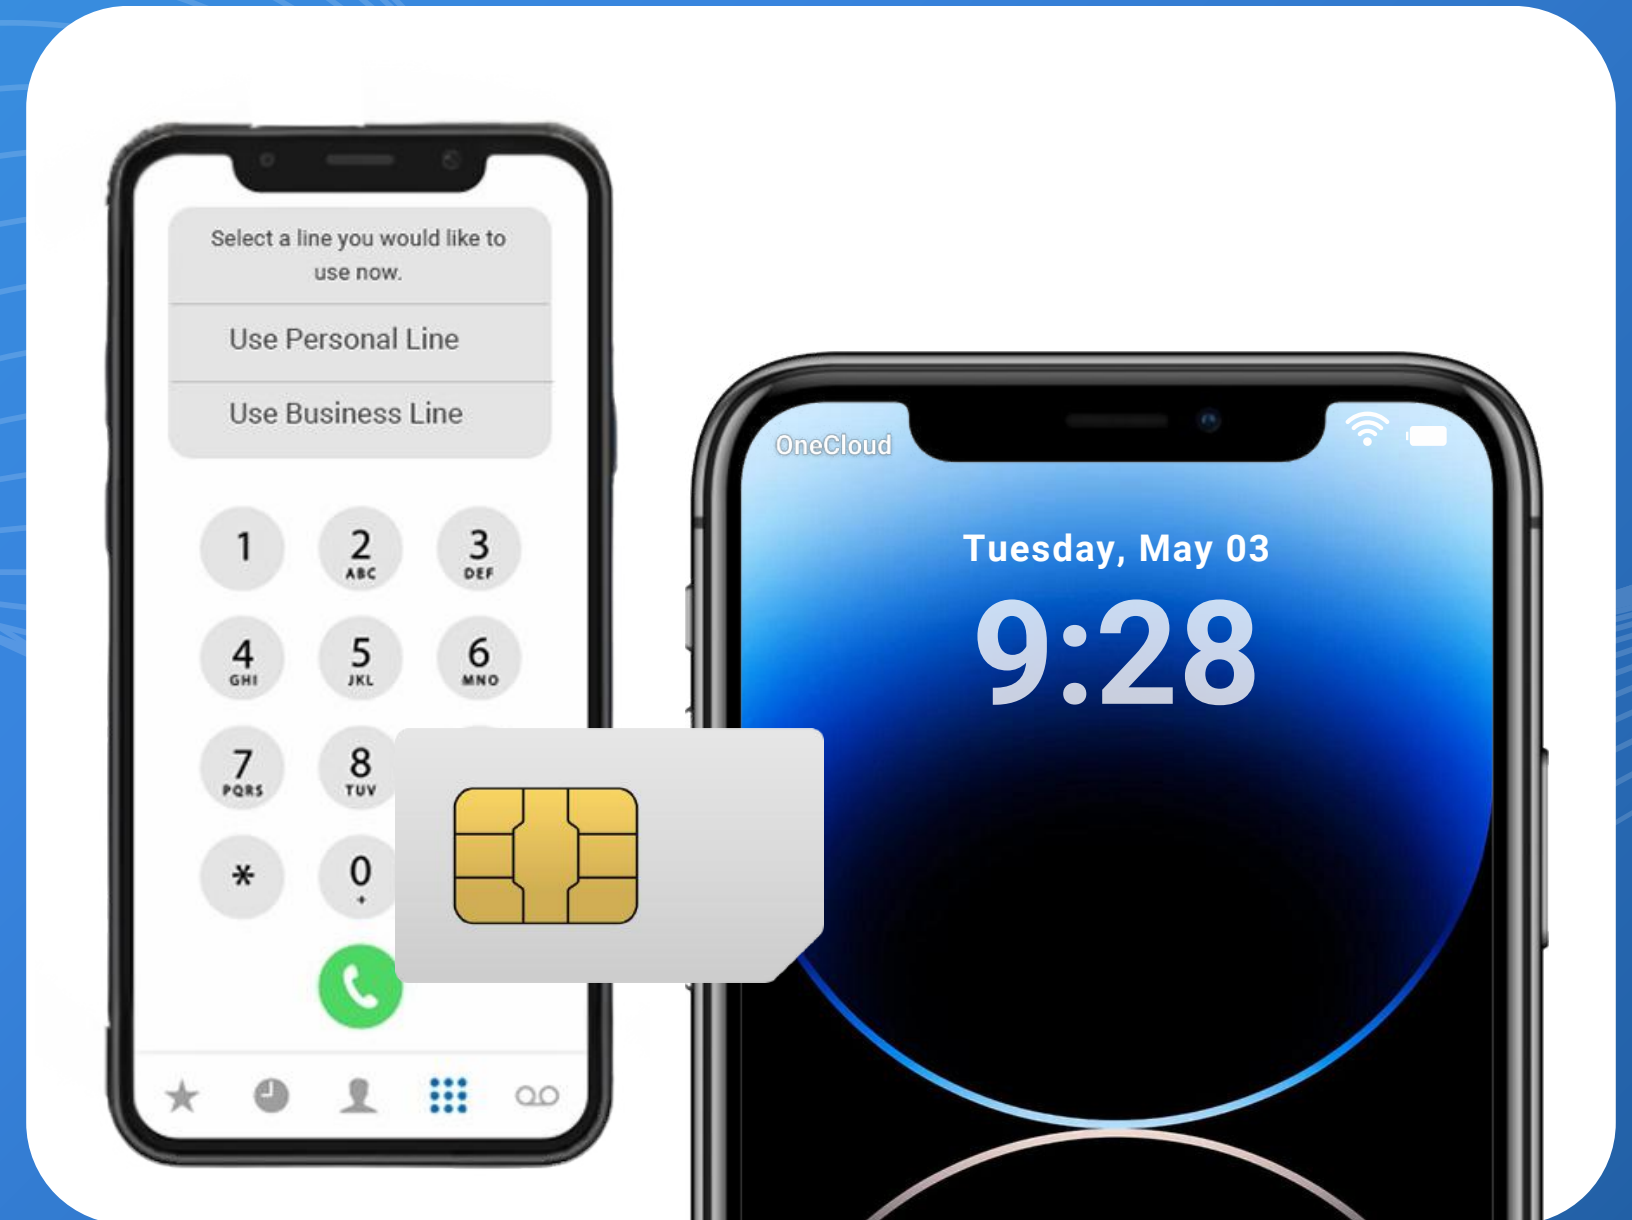 Select a line you would like to
use now.
Use Personal Line
Use Business Line
1
2
ABC
3
DEF
4
GHI
5
JKL
6
MNO
7
PQRS
8
TUV
*
0
+
OneCloud
Tuesday, May 03
9:28